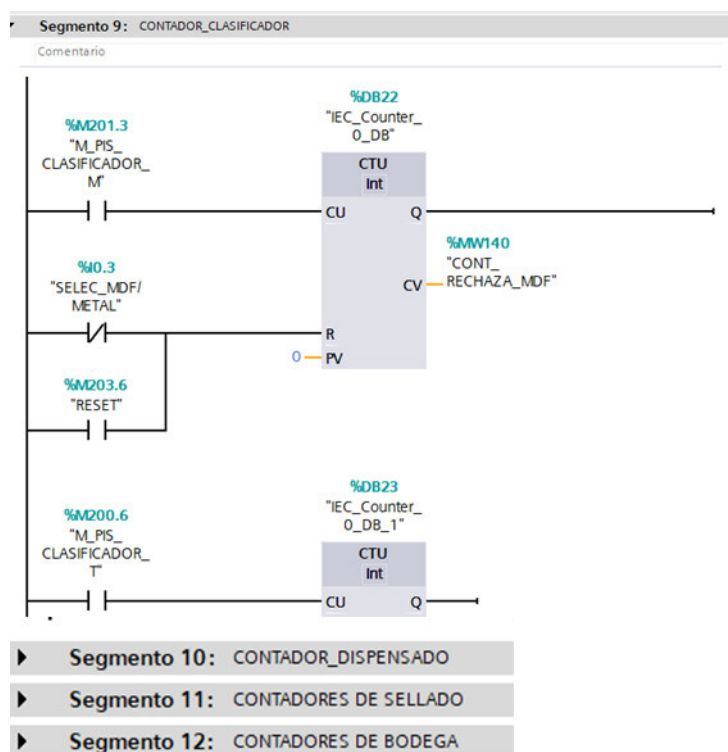 Segmento 9: CONTADOR_CLASIFICADOR
Comentario
%DB22
"IEC_Counter_
0_DB"
%M201.3
"M_PIS_
CLASIFICADOR_
M"
CTU
Int
CU
Q
%MW140
"CONT_
RECHAZA_MDF"
CV
%I0.3
"SELEC_MDF/
METAL"
R
0
PV
%M203.6
"RESET"
%DB23
"IEC_Counter_
0_DB_1"
%M200.6
"M_PIS_
CLASIFICADOR_
T"
CTU
Int
CU
Q
Segmento 10: CONTADOR_DISPENSADO
Segmento 11: CONTADORES DE SELLADO
Segmento 12: CONTADORES DE BODEGA